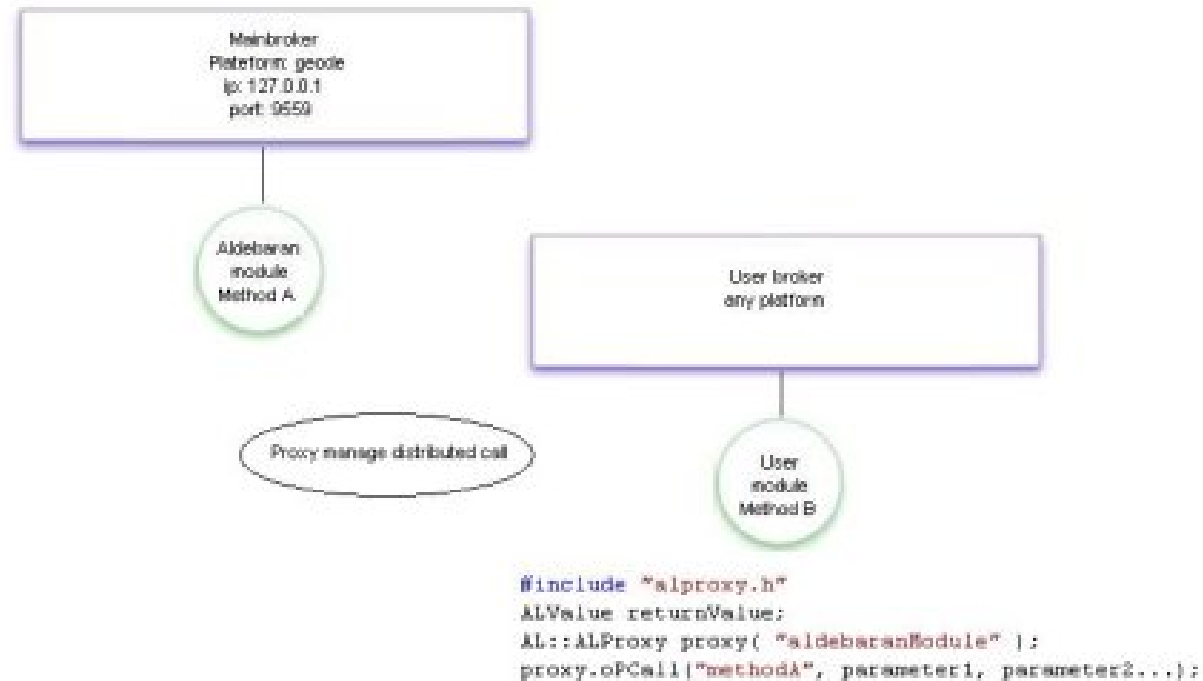 Mainbroker
Plateform: geode
ip: 127.0.0.1
port: 9559
Aldebaran
module
Method A
User broker
any platform
Proxy manage distributed call
User
module
Method B
#include "alproxy.h"
ALValue returnValue;
AL::ALProxy proxy( "aldebaranModule" );
proxy.oPCall("methodA", parameter1, parameter2...);